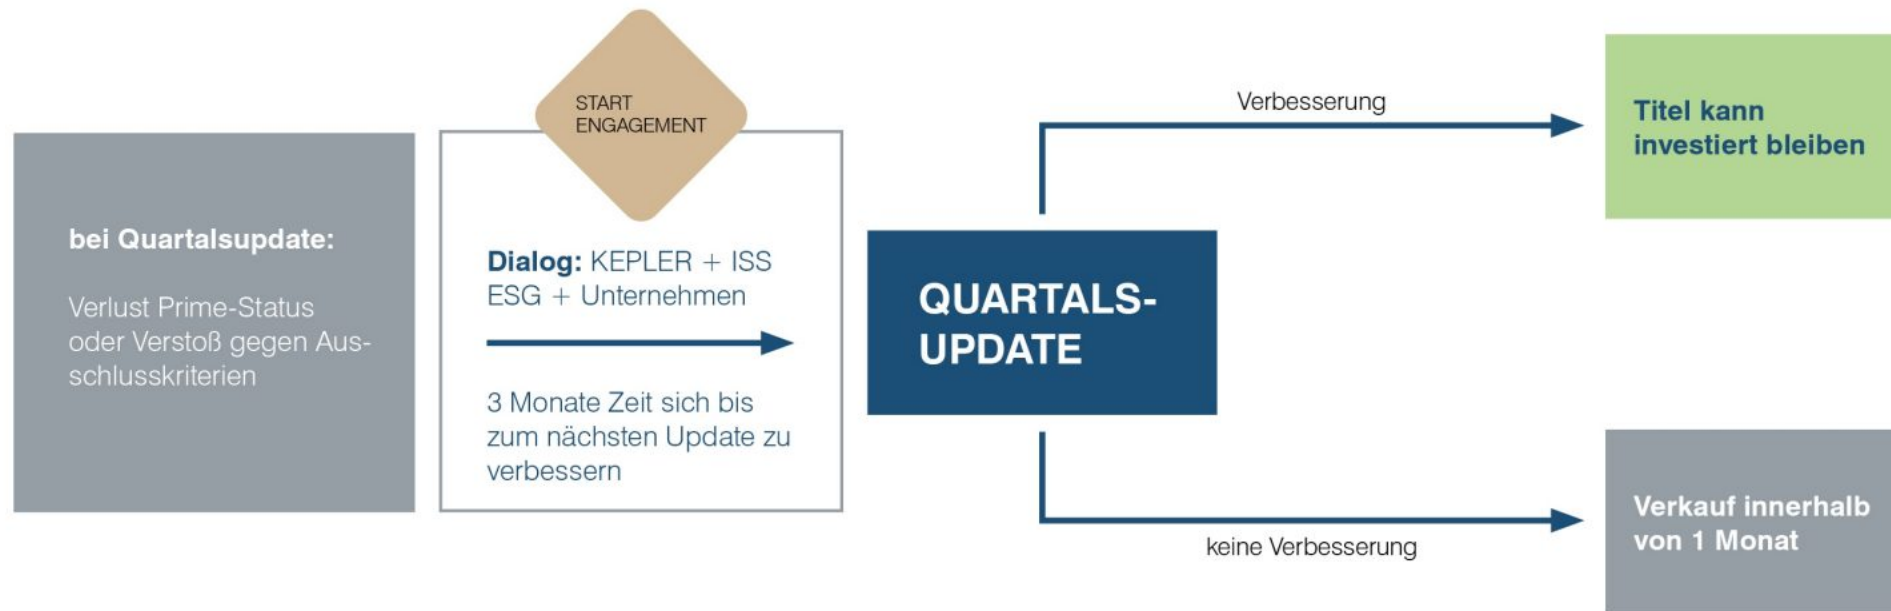 bei Quartalsupdate:
Verlust Prime-Status
oder Verstoß gegen Aus-
schlusskriterien
START
ENGAGEMENT
Dialog: KEPLER + ISS
ESG + Unternehmen
3 Monate Zeit sich bis
zum nächsten Update zu
verbessern
QUARTALS-
UPDATE
Verbesserung
Titel kann
investiert bleiben
keine Verbesserung
Verkauf innerhalb
von 1 Monat